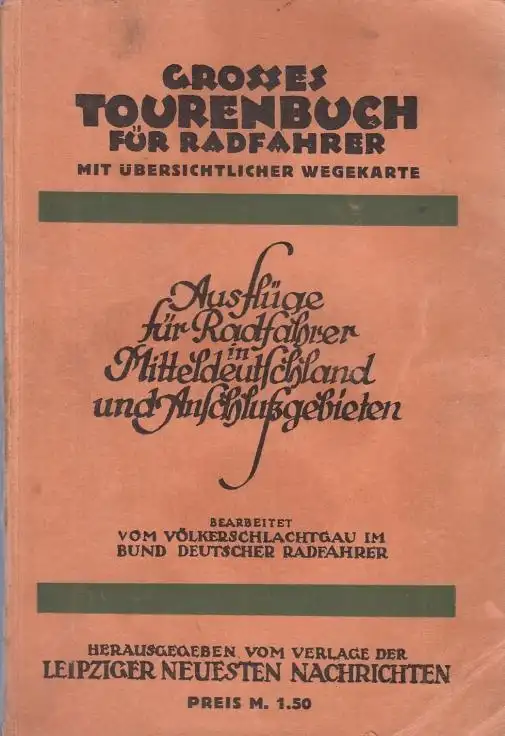 GROSSES
TOURENBUCH
FÜR RADFAHRER
MIT ÜBERSICHTLICHER WEGEKARTE
Ausflüge
für Radfahrer
in
Mitteldeutschland
und Anschlußgebieten
BEARBEITET
VOM VÖLKERSCHLACHTGAU IM
BUND DEUTSCHER RADFAHRER
HERAUSGEGEBEN VOM VERLAGE DER
LEIPZIGER NEUESTEN NACHRICHTEN
PREIS M. 1.50